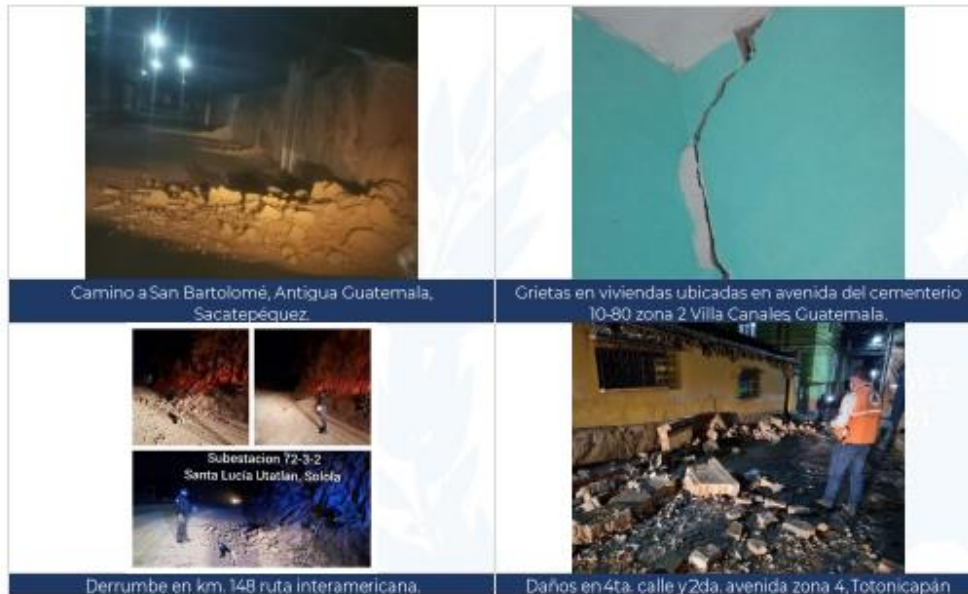 Camino a San Bartolomé, Antigua Guatemala,
Sacatepéquez.
Grietas en viviendas ubicadas en avenida del cementerio
10-80 zona 2 Villa Canales, Guatemala.
Subestacion 72-3-2
Santa Lucía Utatlan, Solola
Derrumbe en km. 148 ruta interamericana.
Daños en 4ta. calle y 2da. avenida zona 4, Totonicapán